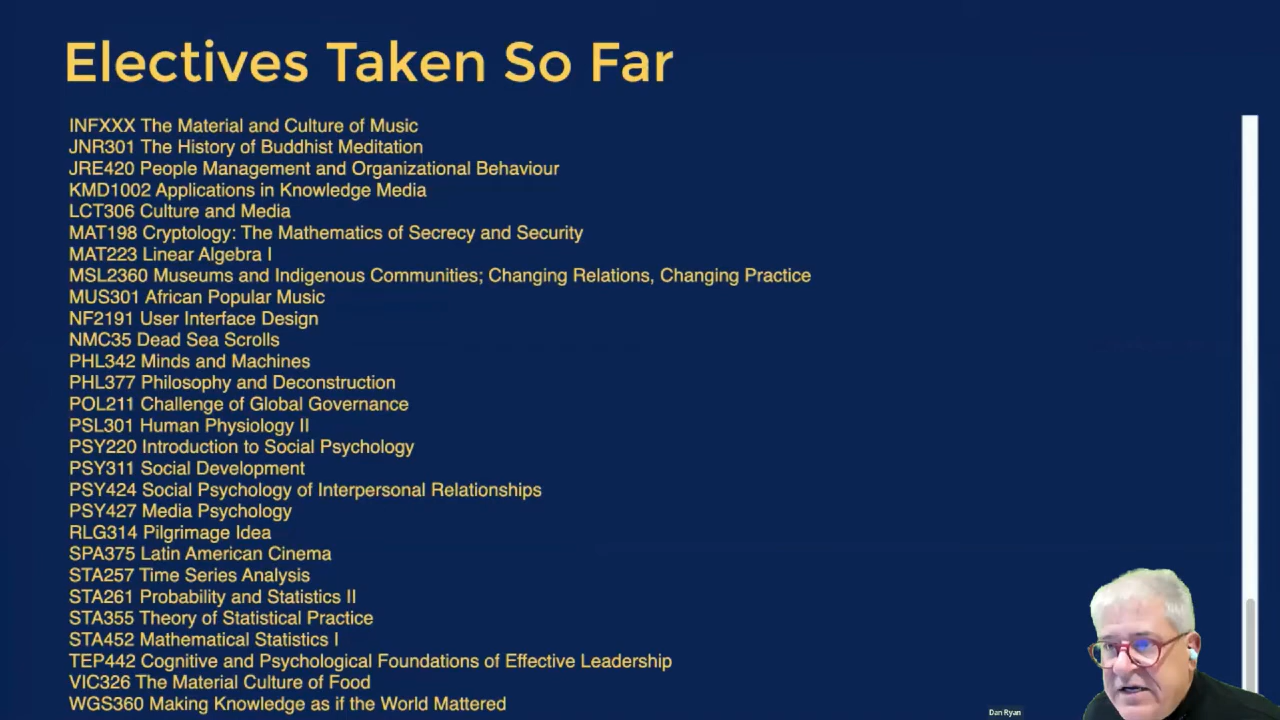 Electives Taken So Far
INFXXX The Material and Culture of Music
JNR301 The History of Buddhist Meditation
JRE420 People Management and Organizational Behaviour
KMD1002 Applications in Knowledge Media
LCT306 Culture and Media
MAT198 Cryptology: The Mathematics of Secrecy and Security
MAT223 Linear Algebra I
MSL2360 Museums and Indigenous Communities; Changing Relations, Changing Practice
MUS301 African Popular Music
NF2191 User Interface Design
NMC35 Dead Sea Scrolls
PHL342 Minds and Machines
PHL377 Philosophy and Deconstruction
POL211 Challenge of Global Governance
PSL301 Human Physiology II
PSY220 Introduction to Social Psychology
PSY311 Social Development
PSY424 Social Psychology of Interpersonal Relationships
PSY427 Media Psychology
RLG314 Pilgrimage Idea
SPA375 Latin American Cinema
STA257 Time Series Analysis
STA261 Probability and Statistics II
STA355 Theory of Statistical Practice
STA452 Mathematical Statistics I
TEP442 Cognitive and Psychological Foundations of Effective Leadership
VIC326 The Material Culture of Food
WGS360 Making Knowledge as if the World Mattered
Dan Ryan